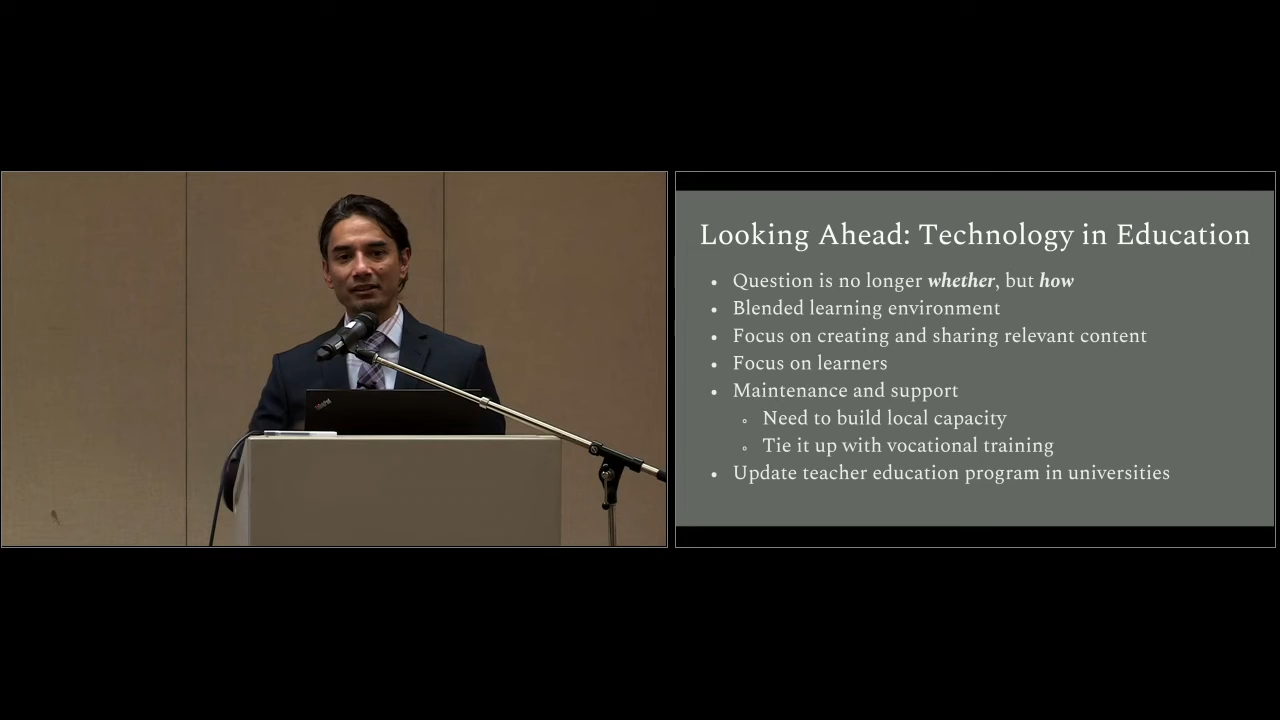 Looking Ahead: Technology in Education
Question is no longer whether, but how
Blended learning environment
Focus on creating and sharing relevant content
Focus on learners
Maintenance and support
Need to build local capacity
Tie it up with vocational training
Update teacher education program in universities
ThinkPad